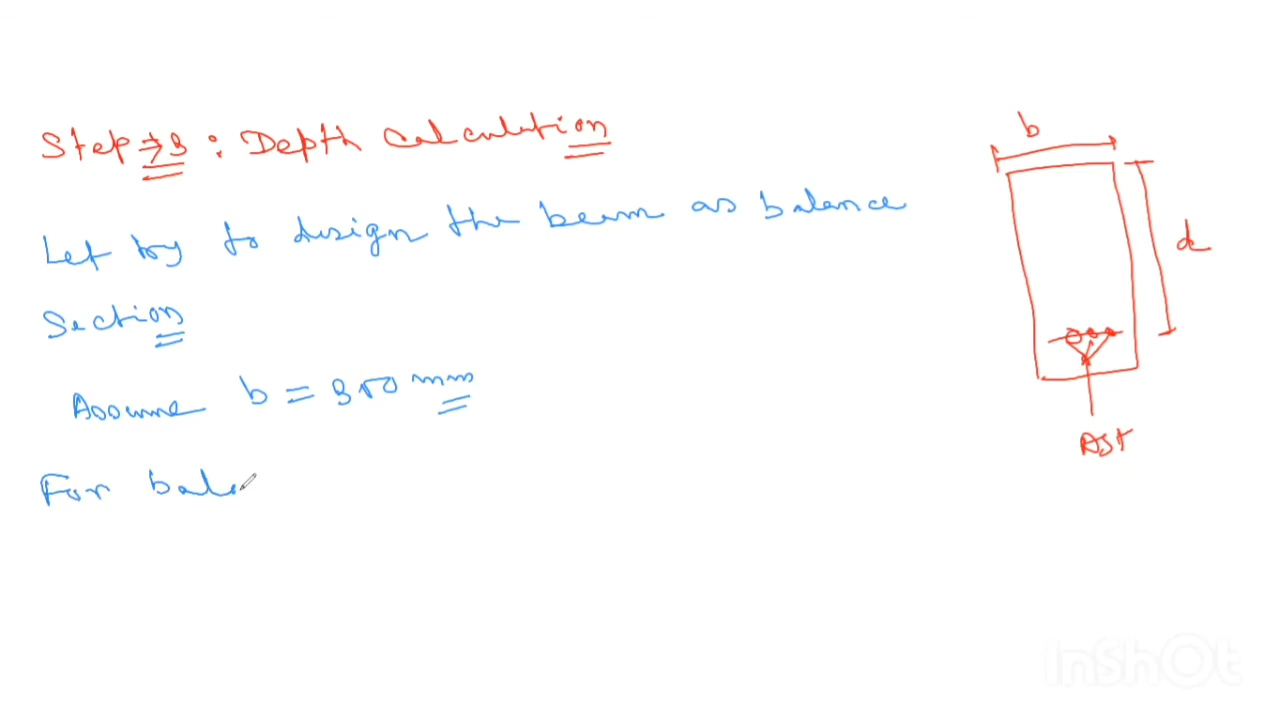 b
Step → 3 : Depth Calculation
Let try to design the beam as balance
d
Section
Assume b = 350 mm
Ast
For bala
InShOt